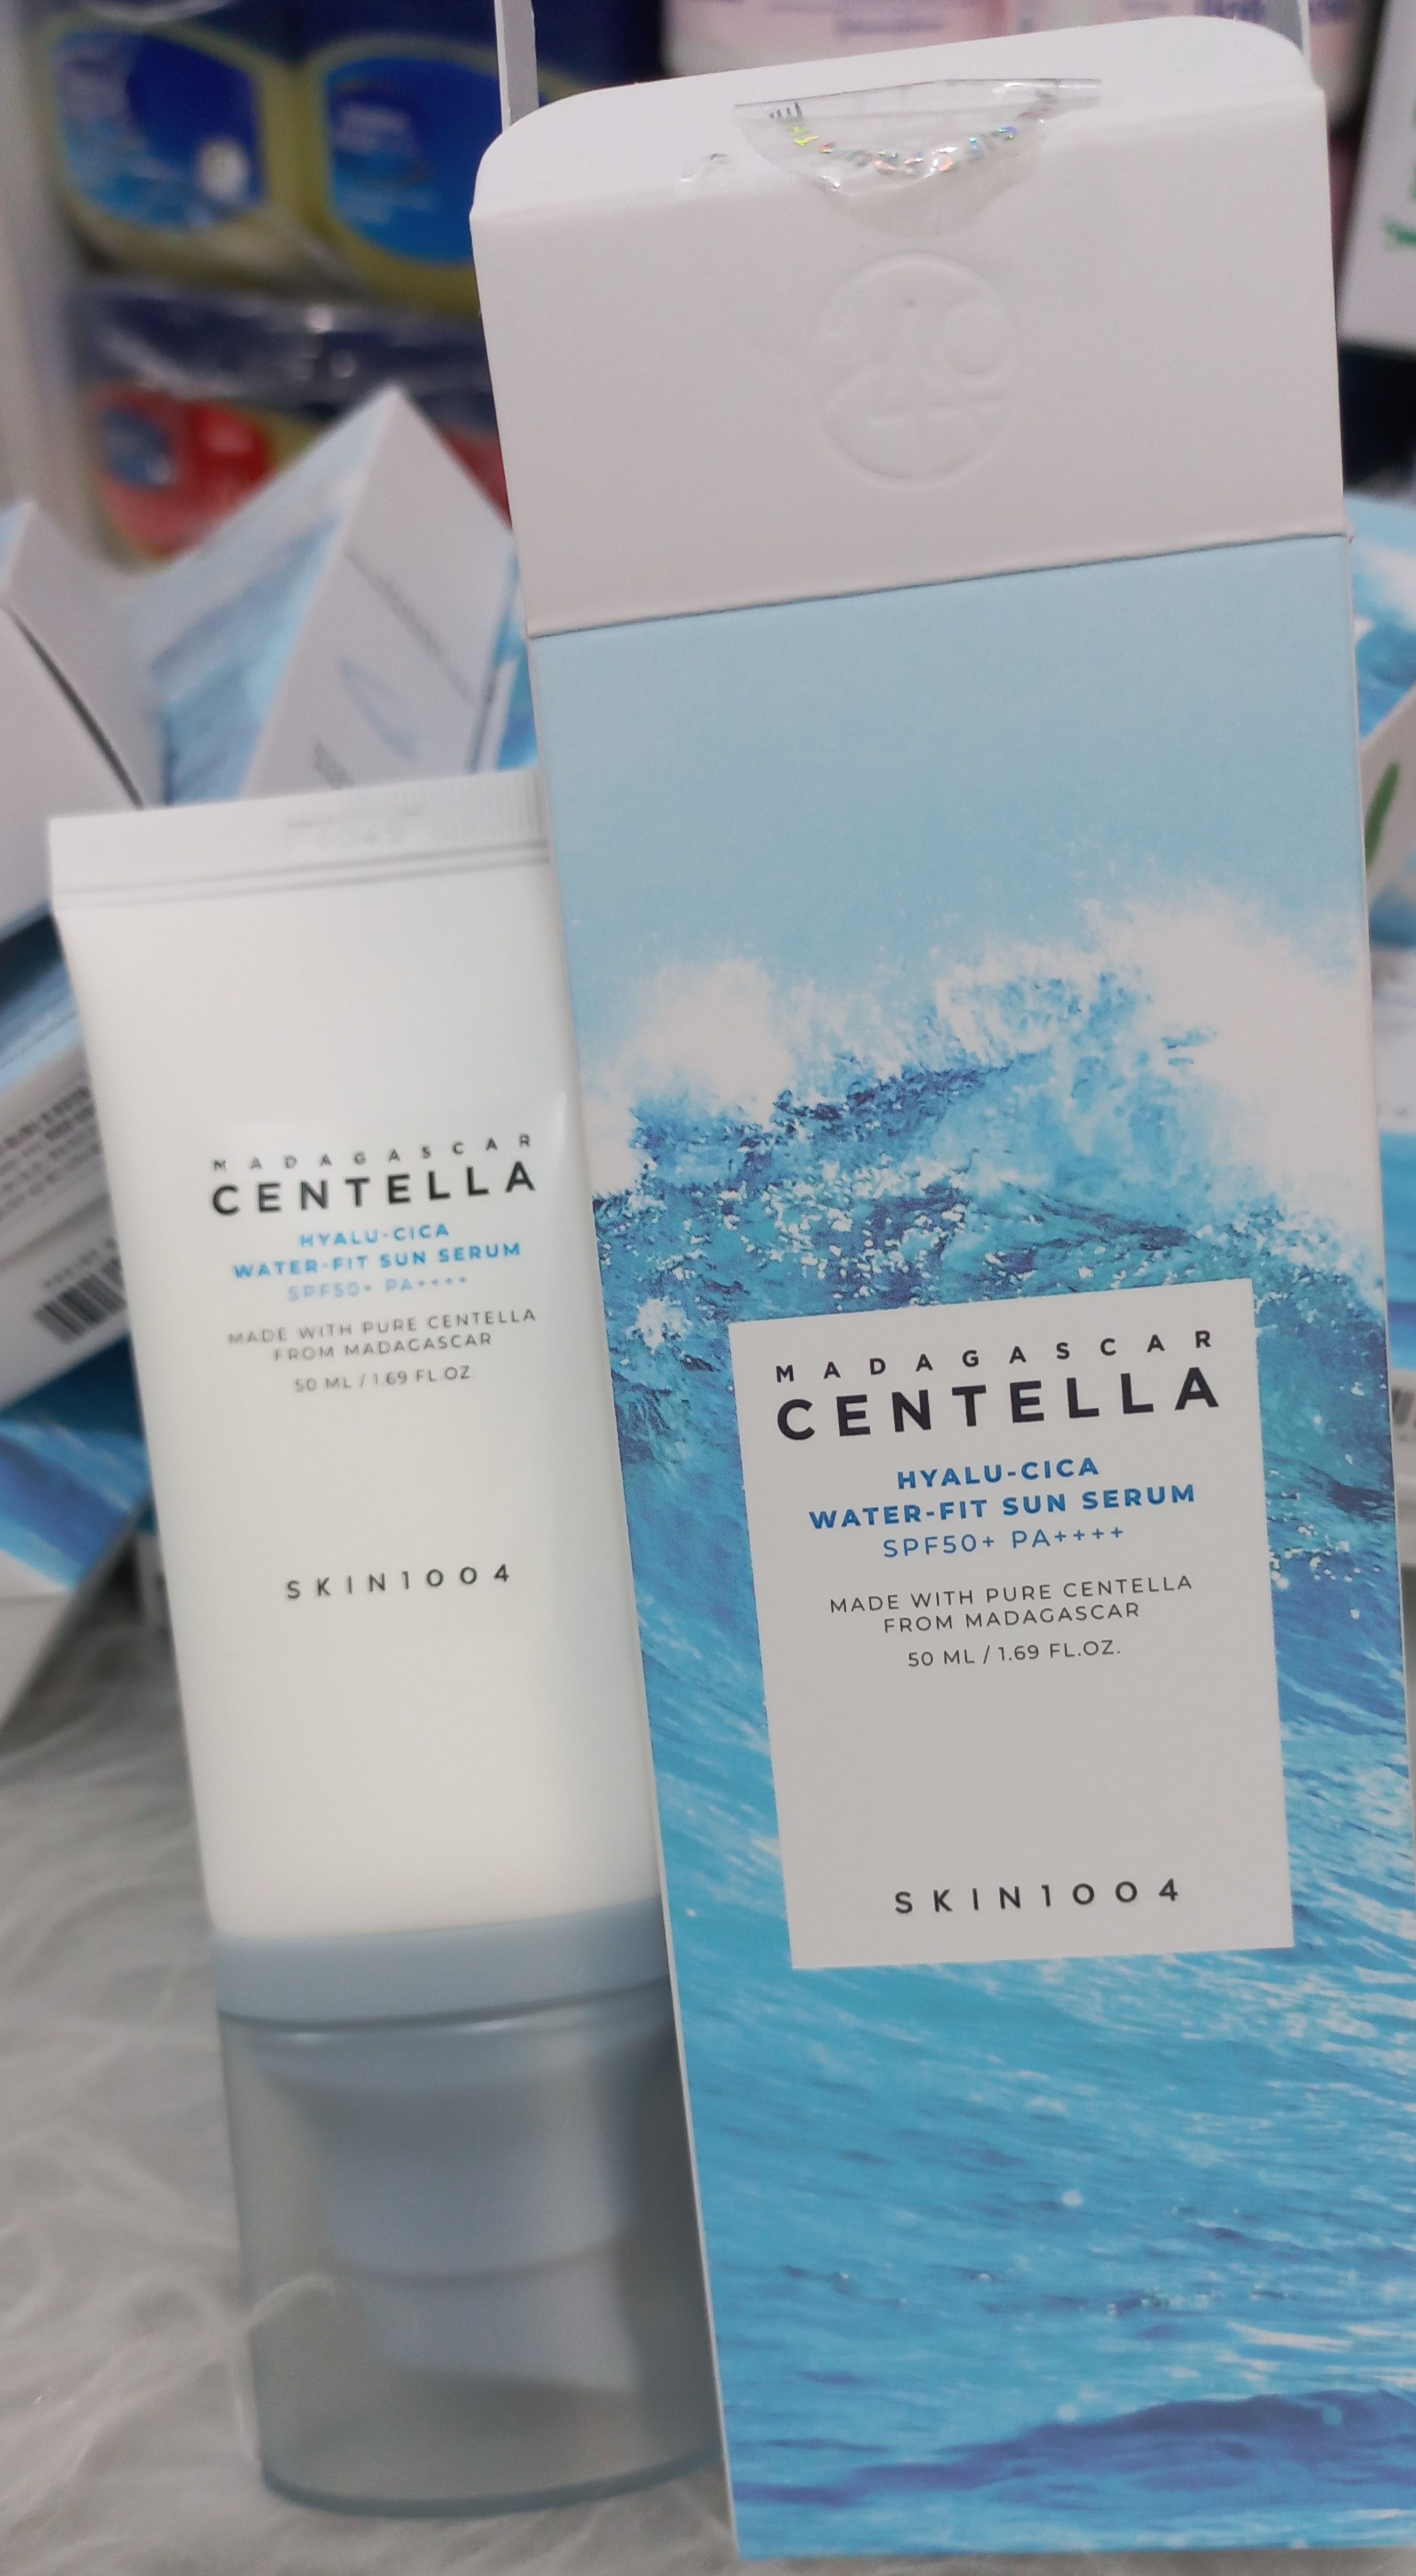 MADAGASCAR
CENTELLA
HYALU-CICA
WATER-FIT SUN SERUM
SPF50+ PA++++
MADE WITH PURE CENTELLA
FROM MADAGASCAR
50 ML / 1.69 FL OZ
SKIN1004
MADAGASCAR
CENTELLA
HYALU-CICA
WATER-FIT SUN SERUM
SPF50+ PA++++
MADE WITH PURE CENTELLA
FROM MADAGASCAR
50 ML / 1.69 FL.OZ.
SKIN1004